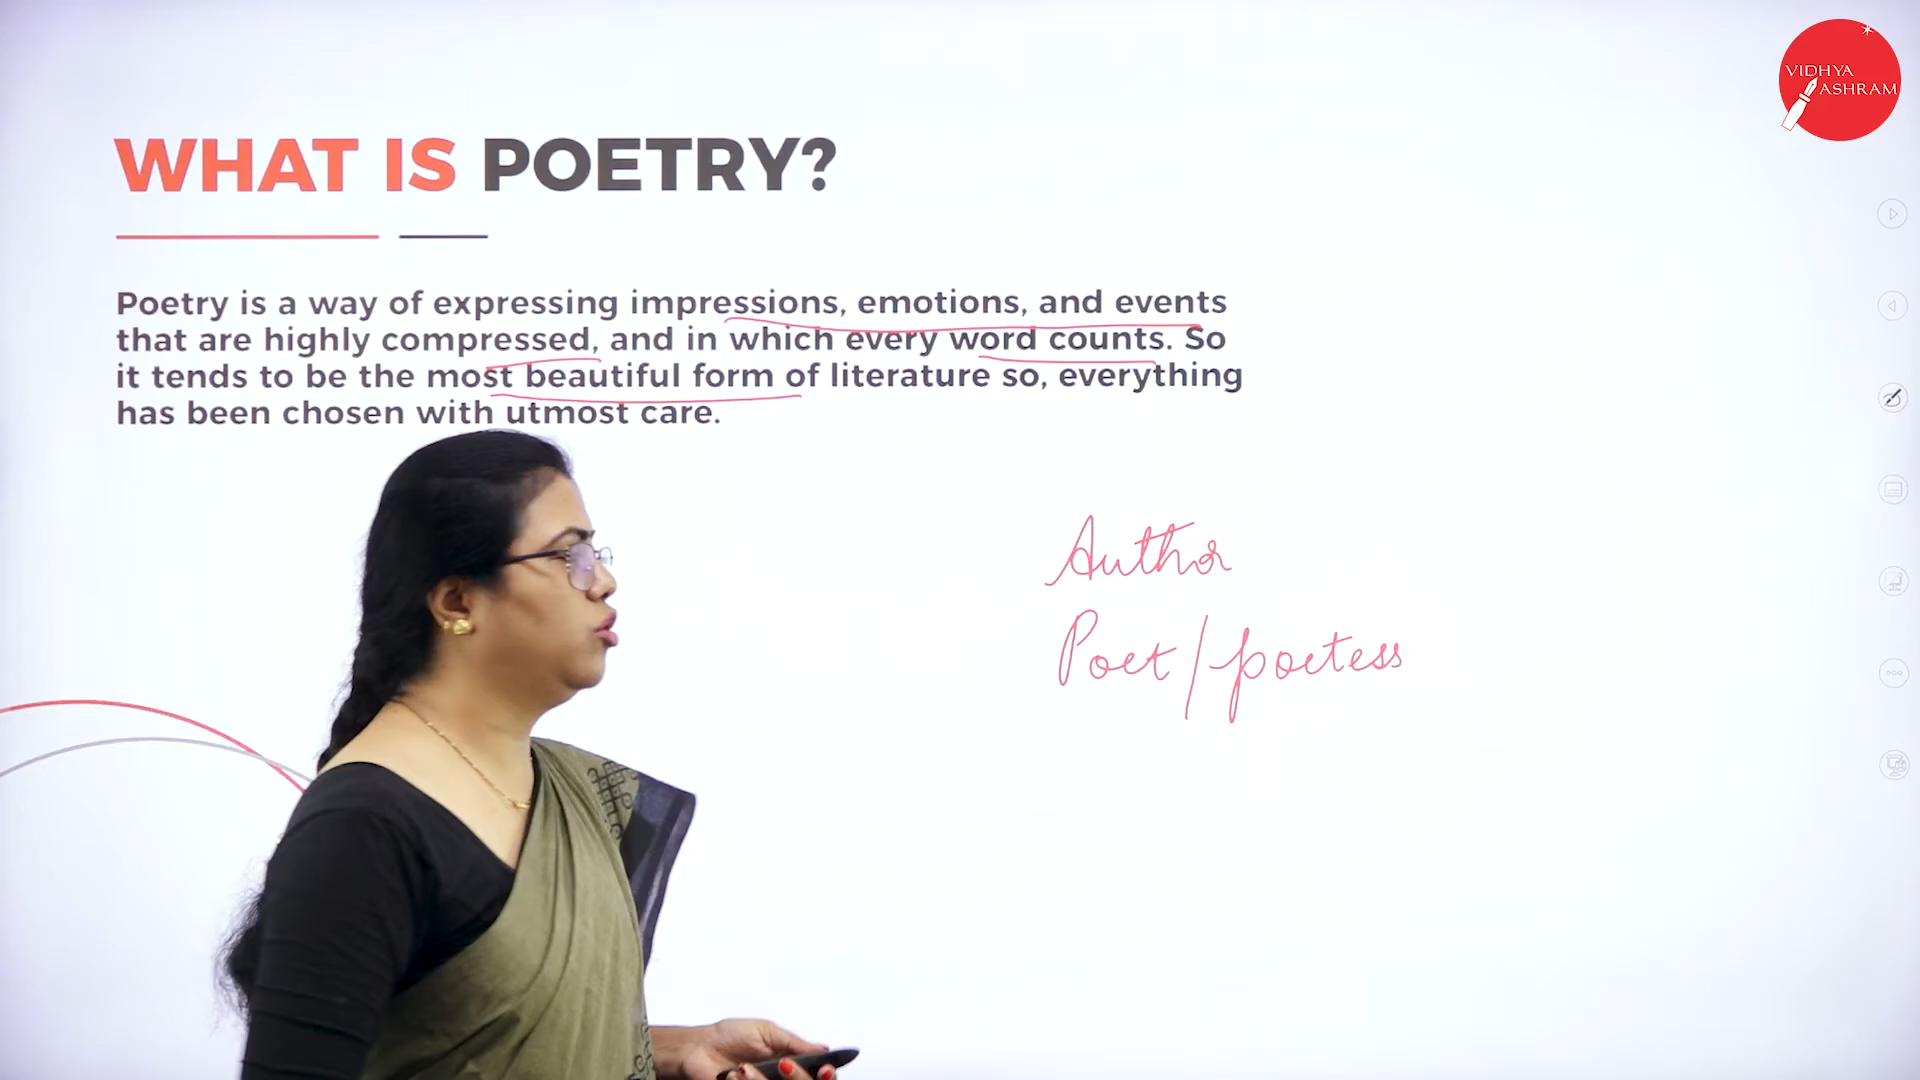 VIDHYA
ASHRAM
WHAT IS POETRY?
Poetry is a way of expressing impressions, emotions, and events
that are highly compressed, and in which every word counts. So
it tends to be the most beautiful form of literature so, everything
has been chosen with utmost care.
Author
Poet/poetess